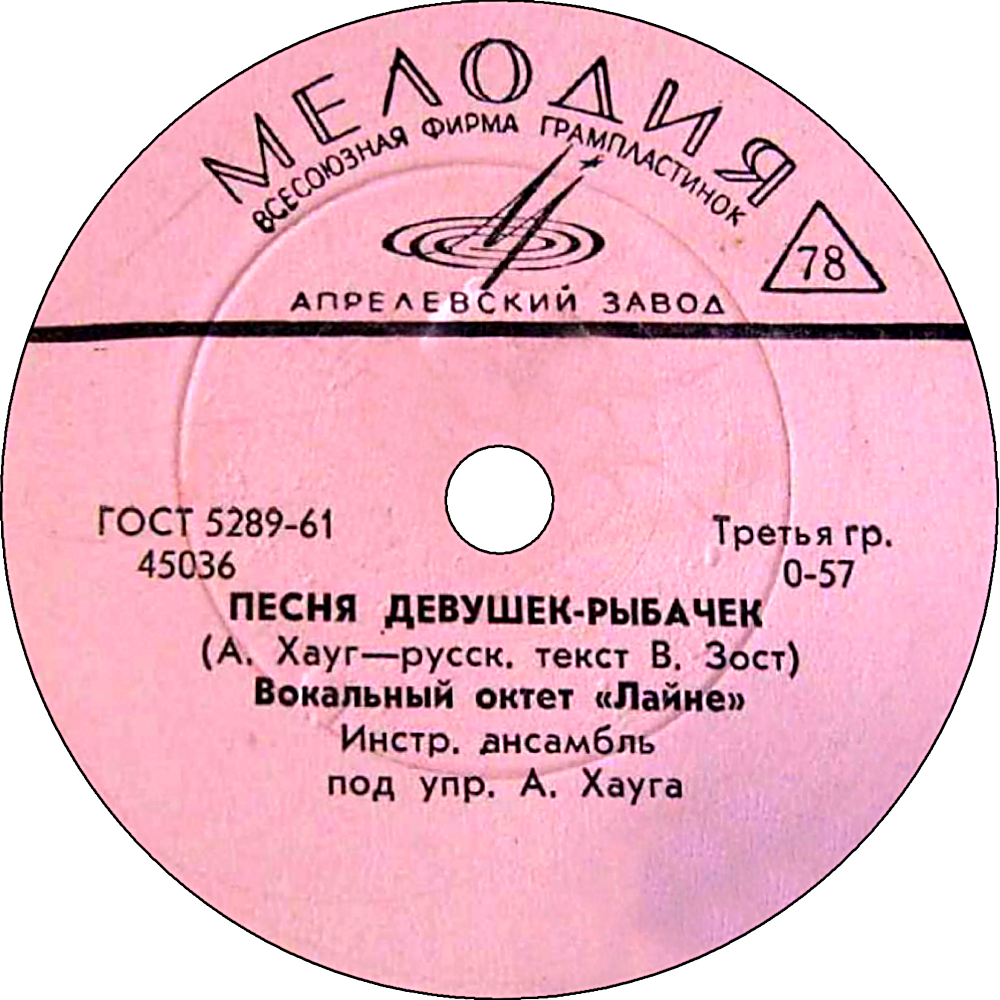 МЕЛОДИЯ
ВСЕСОЮЗНАЯ ФИРМА ГРАМПЛАСТИНОК
78
АПРЕЛЕВСКИЙ ЗАВОД
ГОСТ 5289-61
45036
Третья гр.
0-57
ПЕСНЯ ДЕВУШЕК-РЫБАЧЕК
(А. Хауг—русск. текст В. Зост)
Вокальный октет «Лайне»
Инстр. ансамбль
под упр. А. Хауга